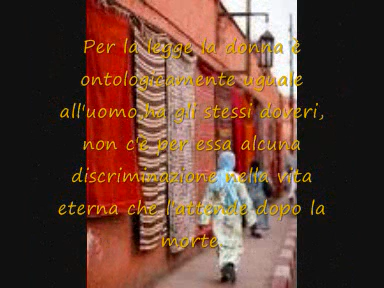 Per la legge la donna è
ontologicamente uguale
all'uomo,ha gli stessi doveri,
non c'è per essa alcuna
discriminazione nella vita
eterna che l'attende dopo la
morte.